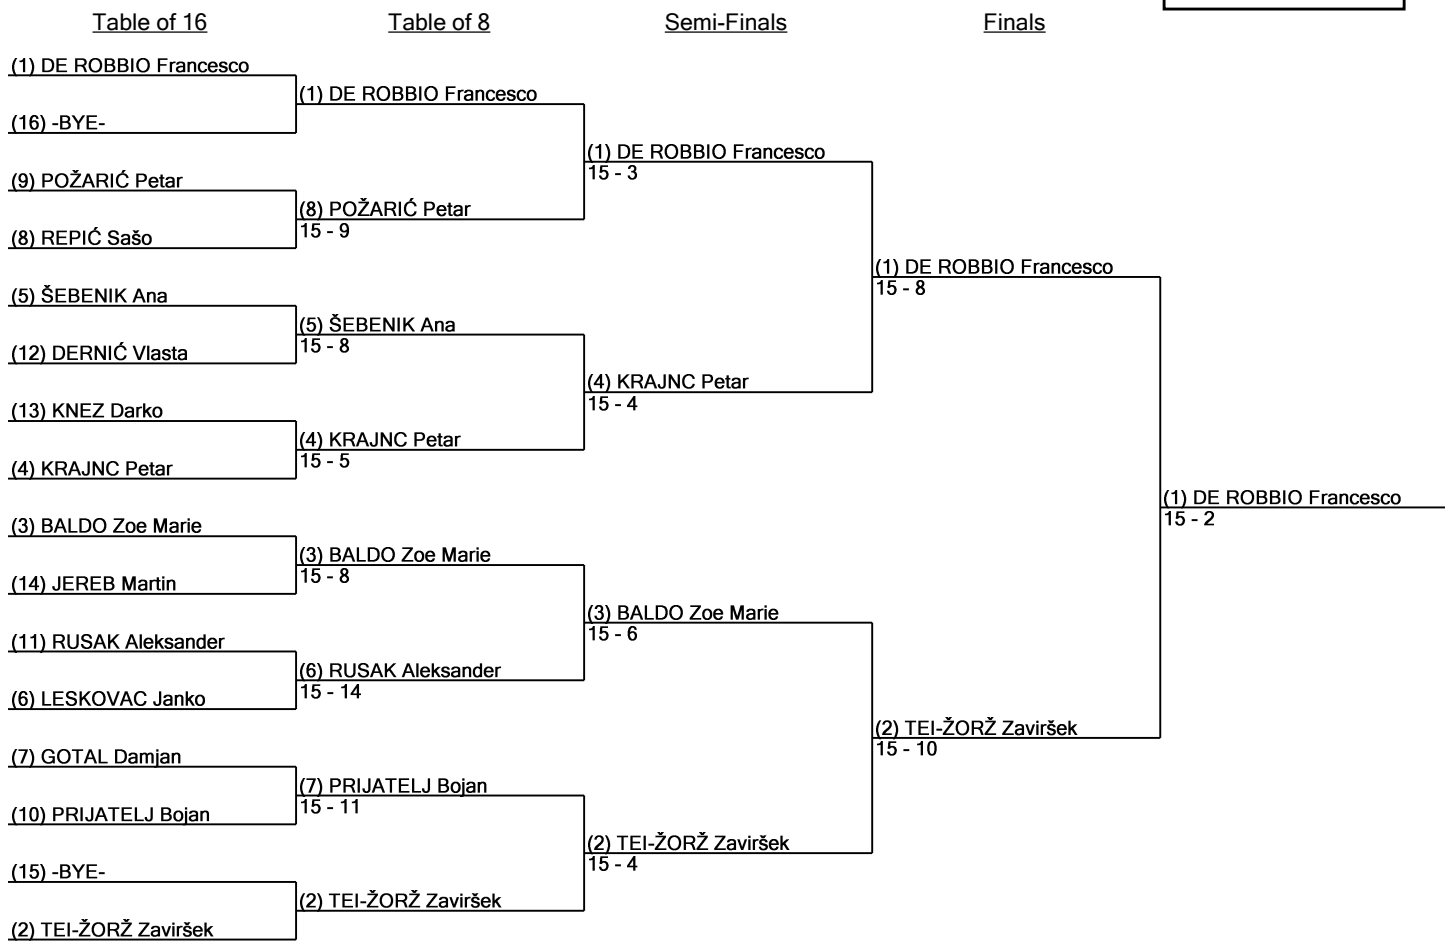 Table of 16 Table of 8 Semi-Finals Finals
(1) DE ROBBIO Francesco
(1) DE ROBBIO Francesco
(16) -BYE-
(1) DE ROBBIO Francesco
15 - 3
(9) POŽARIĆ Petar
(8) POŽARIĆ Petar
15 - 9
(8) REPIĆ Sašo
(1) DE ROBBIO Francesco
15 - 8
(5) ŠEBENIK Ana
(5) ŠEBENIK Ana
15 - 8
(12) DERNIĆ Vlasta
(4) KRAJNC Petar
15 - 4
(13) KNEZ Darko
(4) KRAJNC Petar
15 - 5
(4) KRAJNC Petar
(1) DE ROBBIO Francesco
15 - 2
(3) BALDO Zoe Marie
(3) BALDO Zoe Marie
15 - 8
(14) JEREB Martin
(3) BALDO Zoe Marie
15 - 6
(11) RUSAK Aleksander
(6) RUSAK Aleksander
15 - 14
(6) LESKOVAC Janko
(2) TEI-ŽORŽ Zaviršek
15 - 10
(7) GOTAL Damjan
(7) PRIJATELJ Bojan
15 - 11
(10) PRIJATELJ Bojan
(2) TEI-ŽORŽ Zaviršek
15 - 4
(15) -BYE-
(2) TEI-ŽORŽ Zaviršek
(2) TEI-ŽORŽ Zaviršek